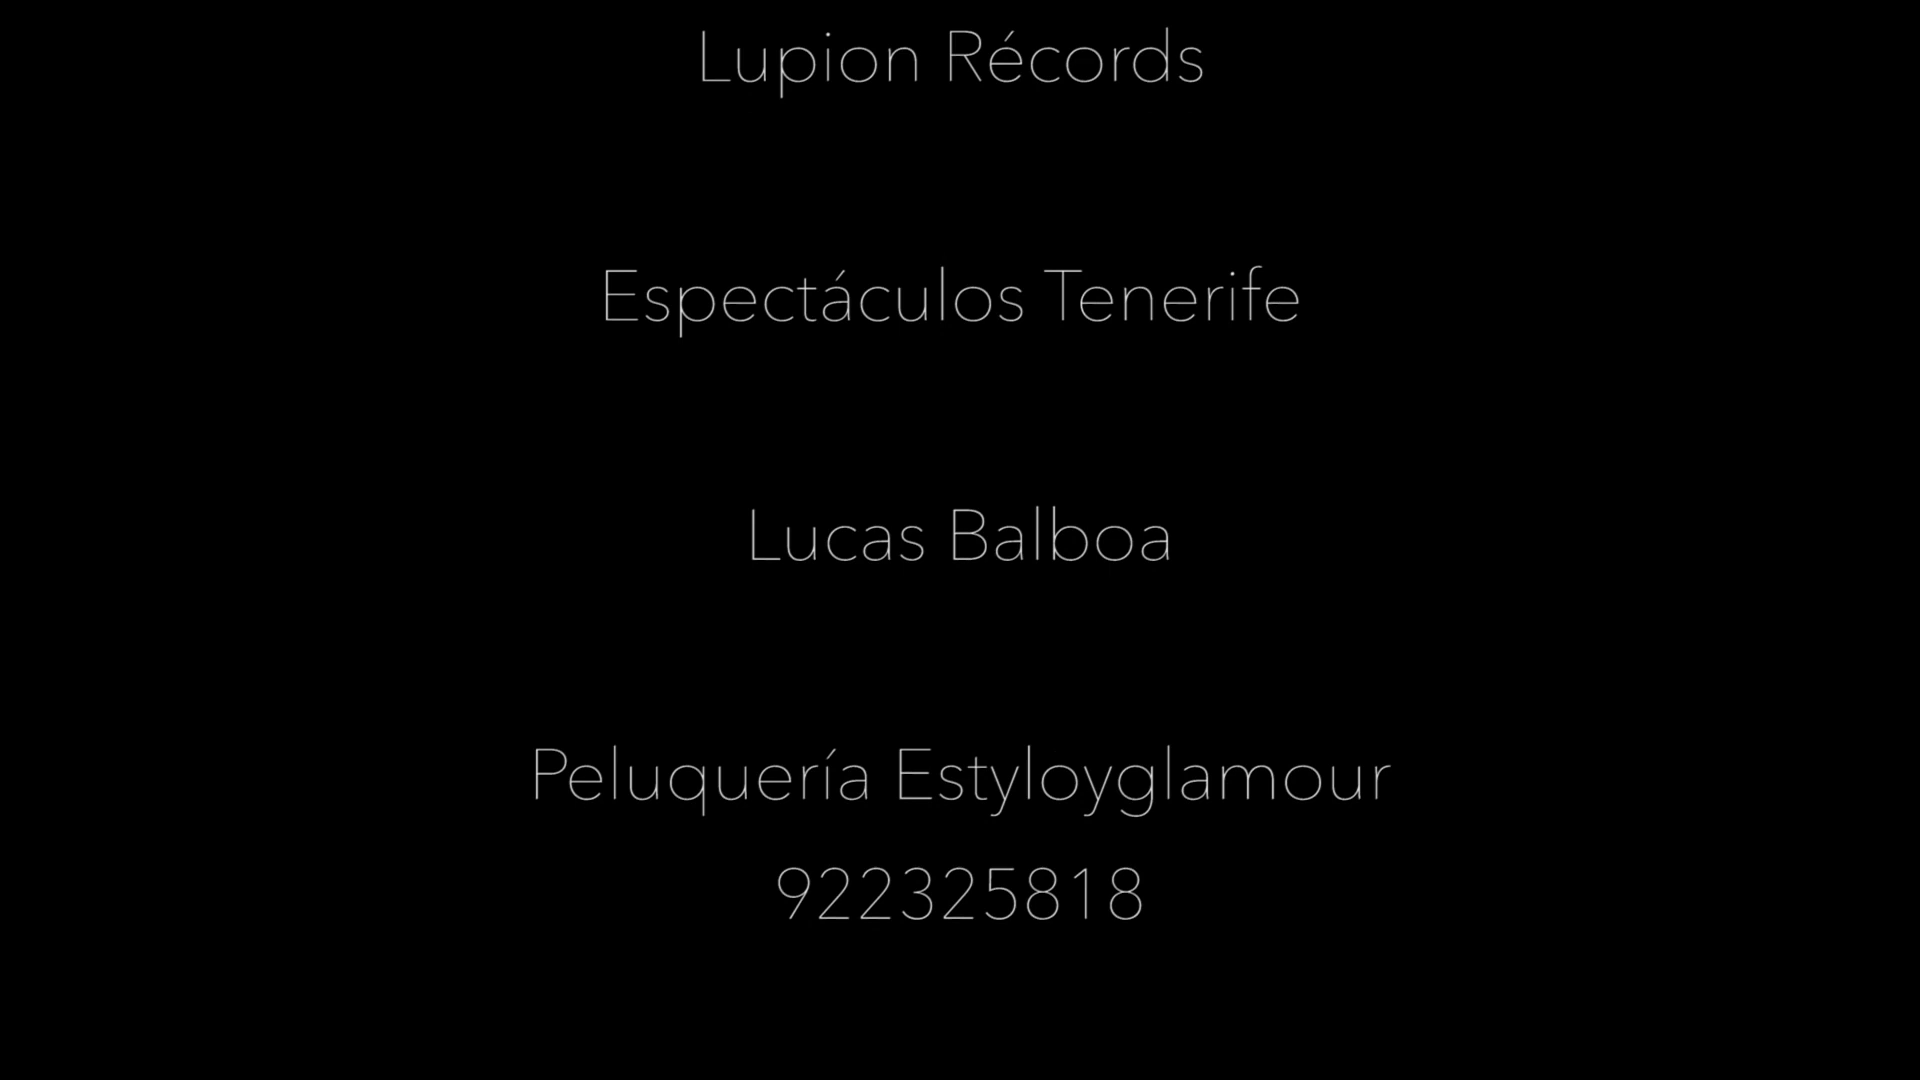 Lupion Récords
Espectáculos Tenerife
Lucas Balboa
Peluquería Estyloyglamour
922325818